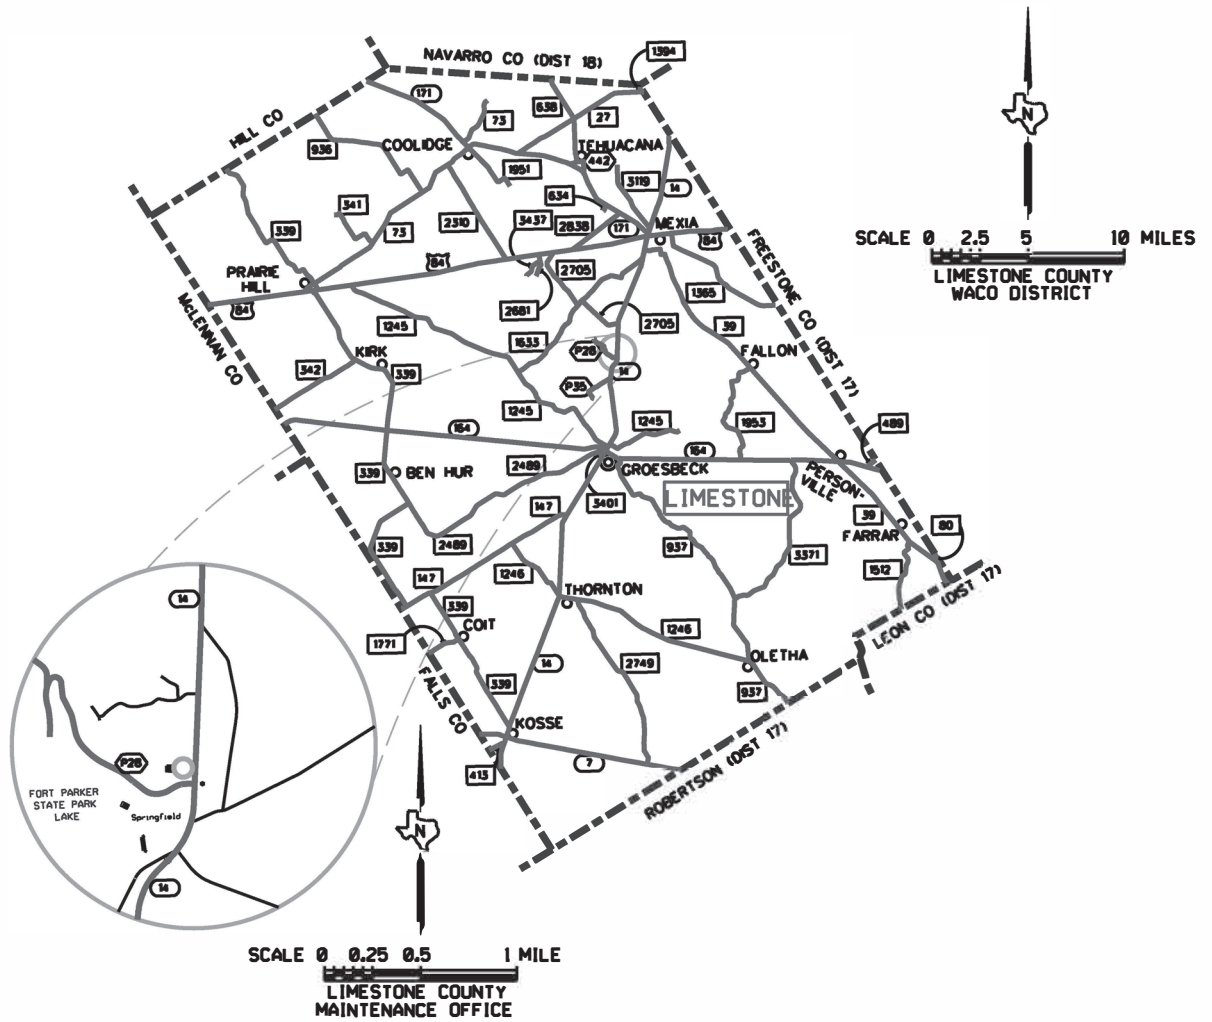 NAVARRO CO (DIST 18)
1394
HILL CO
171
638
73
27
936
COOLIDGE
TEHUACANA
442
1951
3119
14
634
341
339
73
2310
3437
2838
171
MEXIA
84
FREESTONE CO (DIST 17)
84
2705
PRAIRIE
HILL
84
McLENNAN CO
2681
1365
1245
2705
39
1633
P28
FALLON
KIRK
342
339
14
P35
1245
1245
1953
489
164
164
339
BEN HUR
2489
GROESBECK
PERSON-
VILLE
LIMESTONE
147
3401
39
FARRAR
80
339
2489
937
3371
1512
147
1246
THORNTON
LEON CO (DIST 17)
339
COIT
1771
1246
OLETHA
14
2749
937
339
FALLS CO
KOSSE
7
413
ROBERTSON (DIST 17)
N
SCALE 0 2.5 5 10 MILES
LIMESTONE COUNTY
WACO DISTRICT
14
P28
FORT PARKER
STATE PARK
LAKE
Springfield
14
N
SCALE 0 0.25 0.5 1 MILE
LIMESTONE COUNTY
MAINTENANCE OFFICE